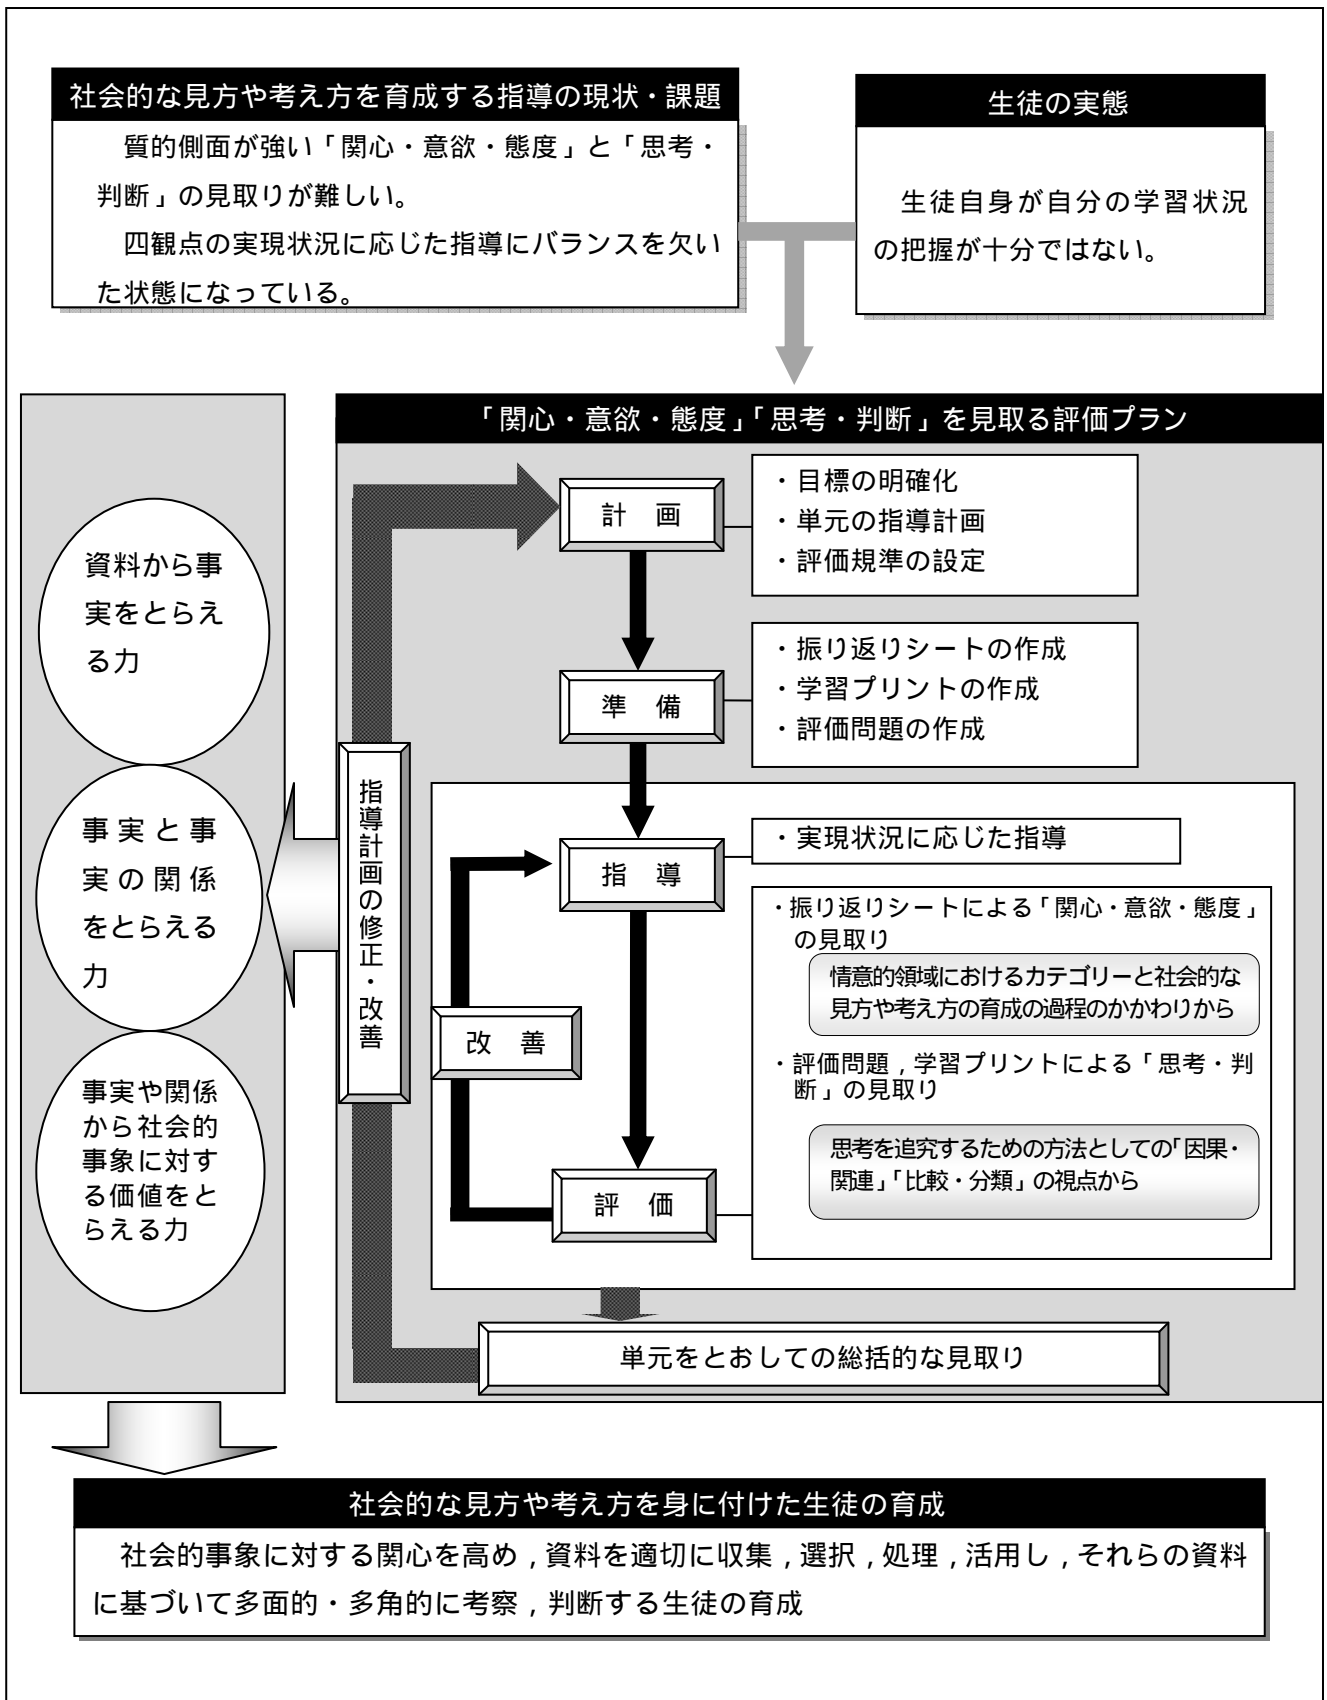 社会的な見方や考え方を育成する指導の現状・課題
質的側面が強い「関心・意欲・態度」と「思考・
判断」の見取りが難しい。
四観点の実現状況に応じた指導にバランスを欠い
た状態になっている。
生徒の実態
生徒自身が自分の学習状況
の把握が十分ではない。
「関心・意欲・態度」「思考・判断」を見取る評価プラン
計　画
・目標の明確化
・単元の指導計画
・評価規準の設定
準　備
・振り返りシートの作成
・学習プリントの作成
・評価問題の作成
指　導
・実現状況に応じた指導
・振り返りシートによる「関心・意欲・態度」
の見取り
情意的領域におけるカテゴリーと社会的な
見方や考え方の育成の過程のかかわりから
・評価問題，学習プリントによる「思考・判
断」の見取り
思考を追究するための方法としての「因果・
関連」「比較・分類」の視点から
改　善
評　価
指導計画の修正・改善
単元をとおしての総括的な見取り
資料から事
実をとらえ
る力
事実と事
実の関係
をとらえる
力
事実や関係
から社会的
事象に対す
る価値をと
らえる力
社会的な見方や考え方を身に付けた生徒の育成
社会的事象に対する関心を高め，資料を適切に収集，選択，処理，活用し，それらの資料
に基づいて多面的・多角的に考察，判断する生徒の育成